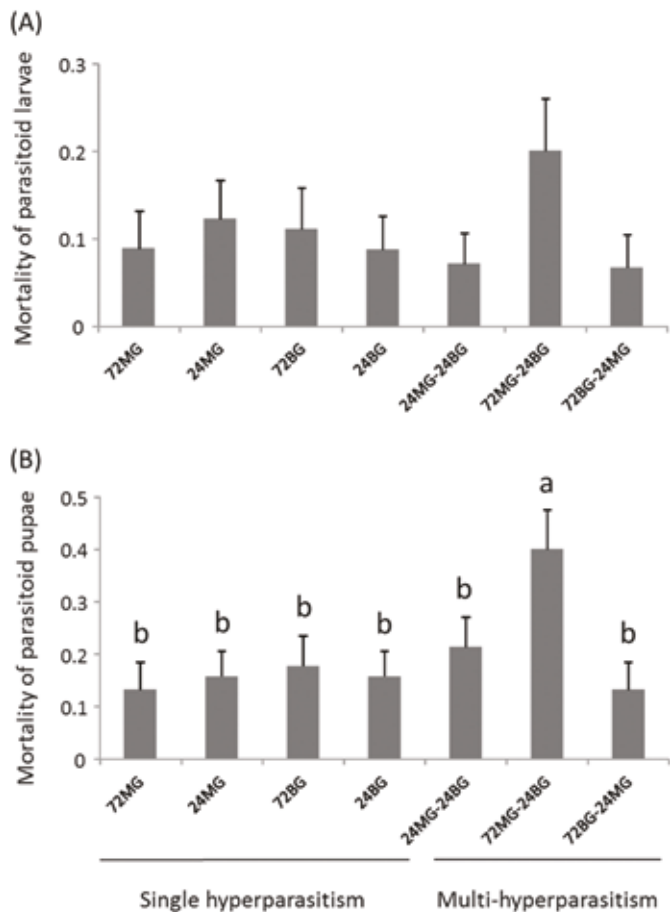 (A)
Mortality of parasitoid larvae
0.3
0.2
0.1
0
72MG
24MG
72BG
24BG
24MG-24BG
72MG-24BG
72BG-24MG
(B)
Mortality of parasitoid pupae
0.5
0.4
0.3
0.2
0.1
0
b
b
b
b
b
a
b
72MG
24MG
72BG
24BG
24MG-24BG
72MG-24BG
72BG-24MG
Single hyperparasitism
Multi-hyperparasitism